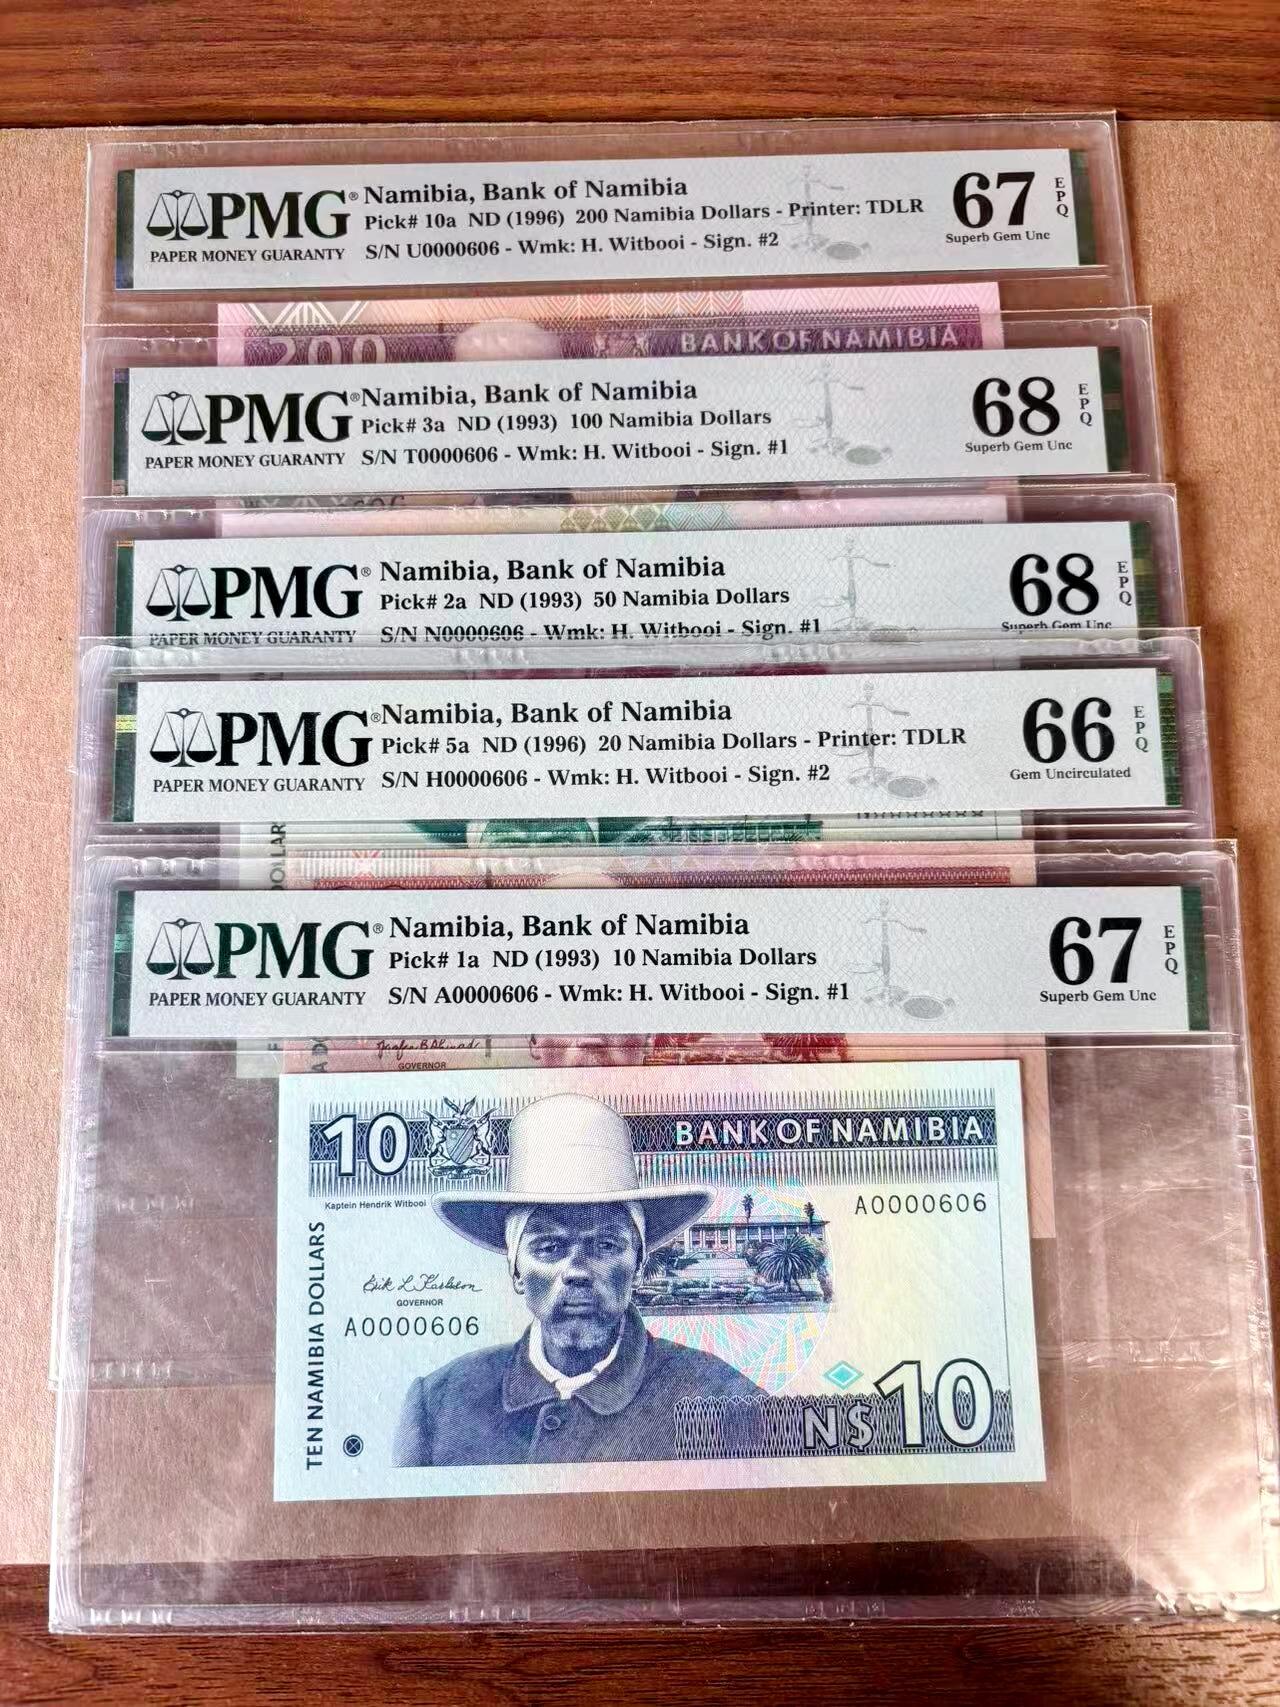 PMG®
PAPER MONEY GUARANTY
Namibia, Bank of Namibia
Pick# 10a ND (1996) 200 Namibia Dollars - Printer: TDLR
S/N U0000606 - Wmk: H. Witbooi - Sign. #2
67
EPQ
Superb Gem Unc
200
BANK OF NAMIBIA
PMG®
PAPER MONEY GUARANTY
Namibia, Bank of Namibia
Pick# 3a ND (1993) 100 Namibia Dollars
S/N T0000606 - Wmk: H. Witbooi - Sign. #1
68
EPQ
Superb Gem Unc
PMG®
PAPER MONEY GUARANTY
Namibia, Bank of Namibia
Pick# 2a ND (1993) 50 Namibia Dollars
S/N N0000606 - Wmk: H. Witbooi - Sign. #1
68
EPQ
Superb Gem Unc
PMG®
PAPER MONEY GUARANTY
Namibia, Bank of Namibia
Pick# 5a ND (1996) 20 Namibia Dollars - Printer: TDLR
S/N H0000606 - Wmk: H. Witbooi - Sign. #2
66
EPQ
Gem Uncirculated
DOLLAR
PMG®
PAPER MONEY GUARANTY
Namibia, Bank of Namibia
Pick# 1a ND (1993) 10 Namibia Dollars
S/N A0000606 - Wmk: H. Witbooi - Sign. #1
67
EPQ
Superb Gem Unc
GOVERNOR
10
BANK OF NAMIBIA
Kaptein Hendrik Witbooi
A0000606
TEN NAMIBIA DOLLARS
GOVERNOR
A0000606
N$10